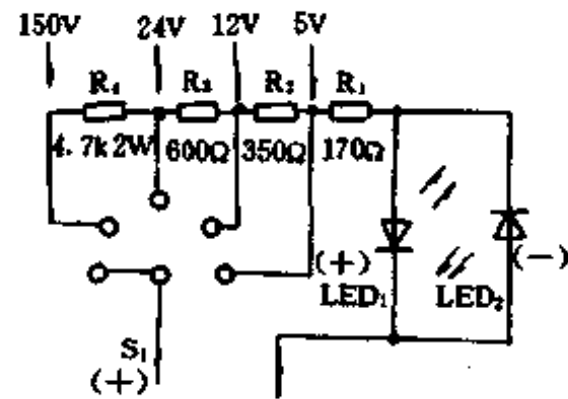 150V 24V 12V 5V
R₄ R₃ R₂ R₁
4.7k 2W 600Ω 350Ω 170Ω
(+) (-)
LED₁ LED₂
S₁
(+)